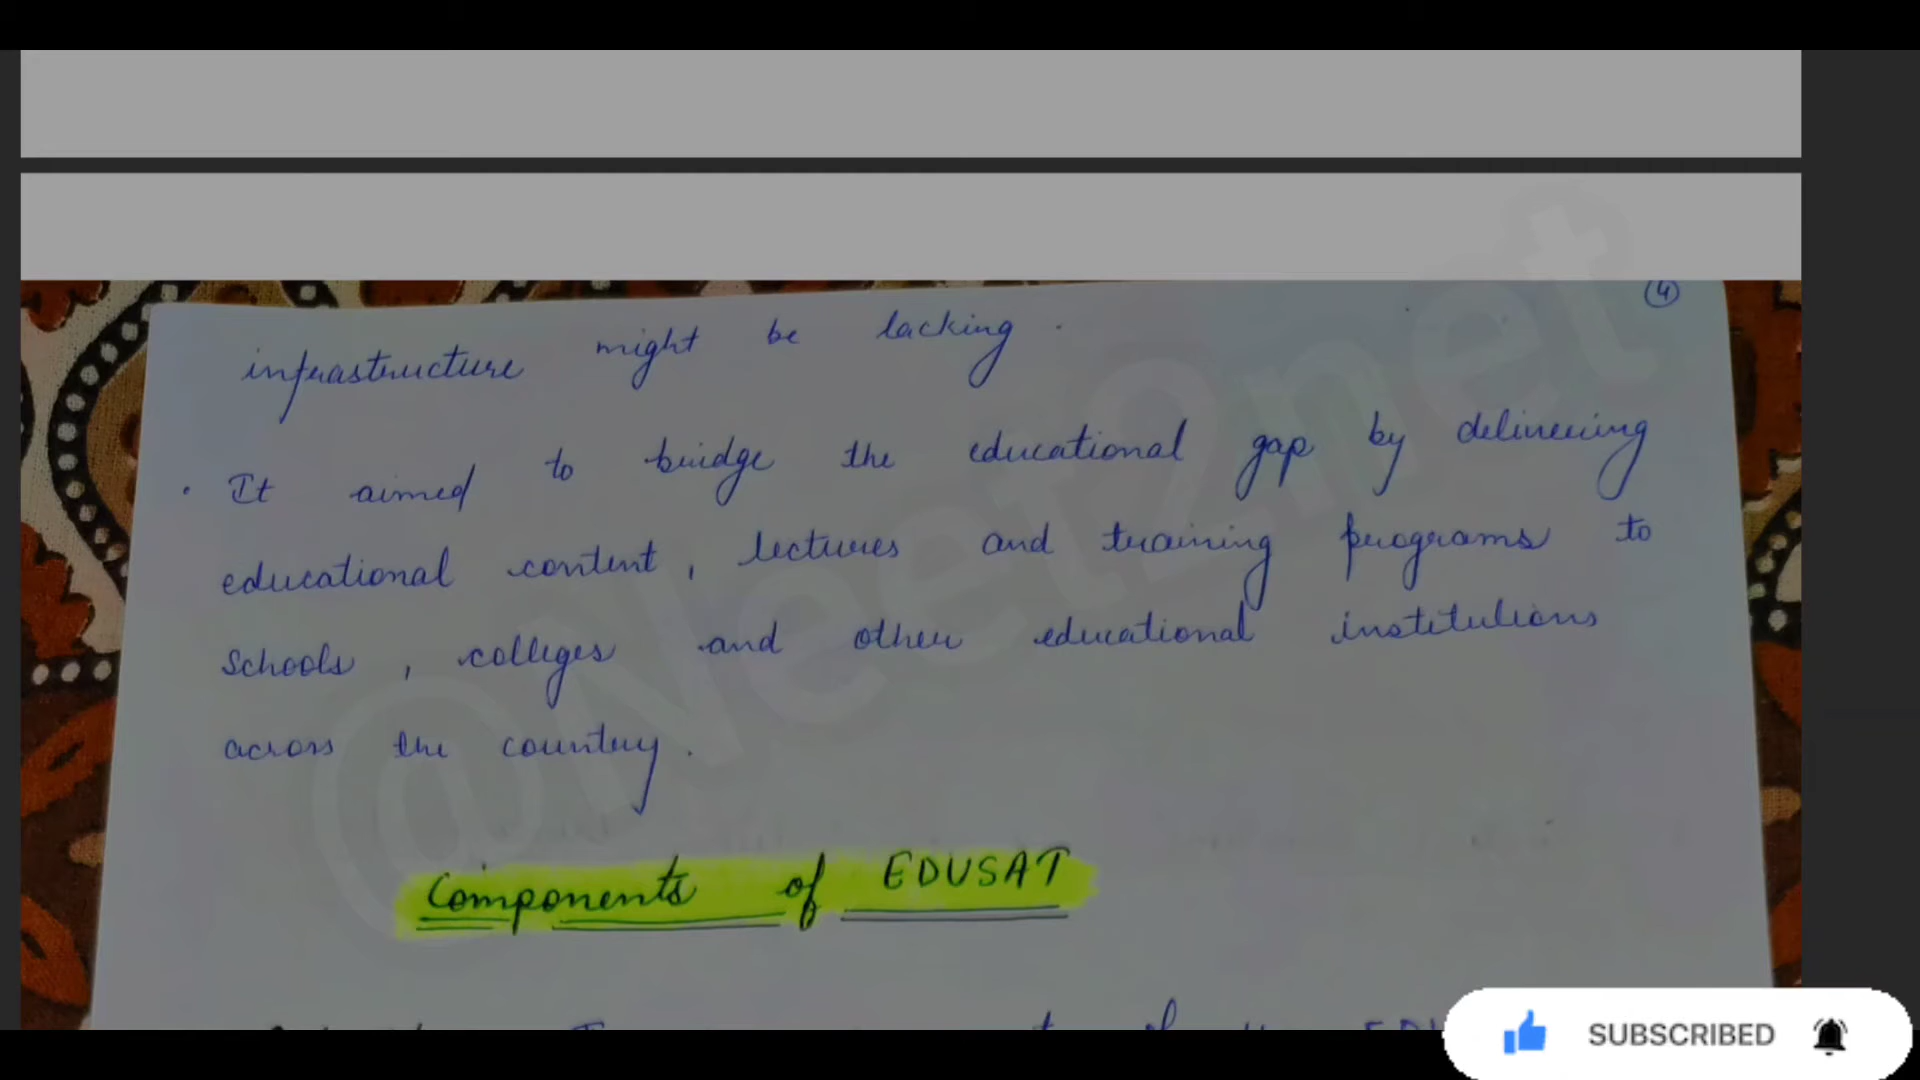 4
infrastructure might be lacking.
. It aimed to bridge the educational gap by delivering
educational content, lectures and training programs to
schools, colleges and other educational institutions
across the country.
Components of EDUSAT
@Neet2net
SUBSCRIBED